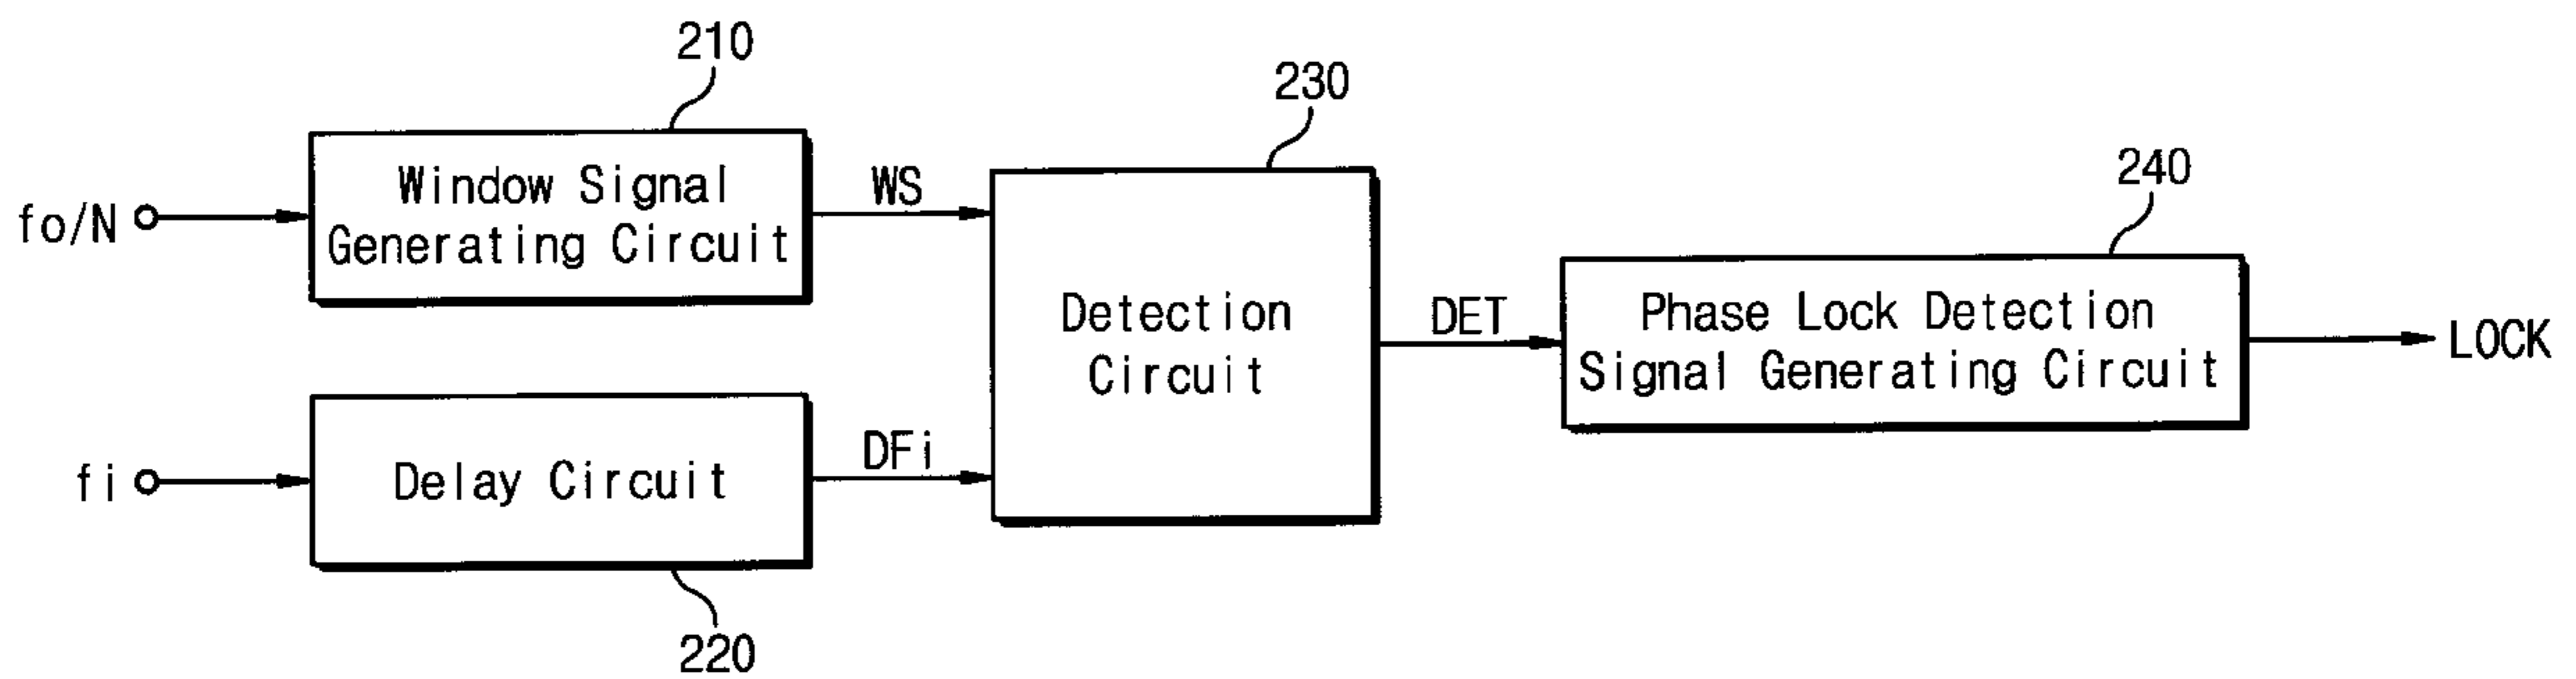 210
230
240
fo/N
Window Signal
Generating Circuit
WS
Detection
Circuit
DET
Phase Lock Detection
Signal Generating Circuit
LOCK
fi
Delay Circuit
DFi
220